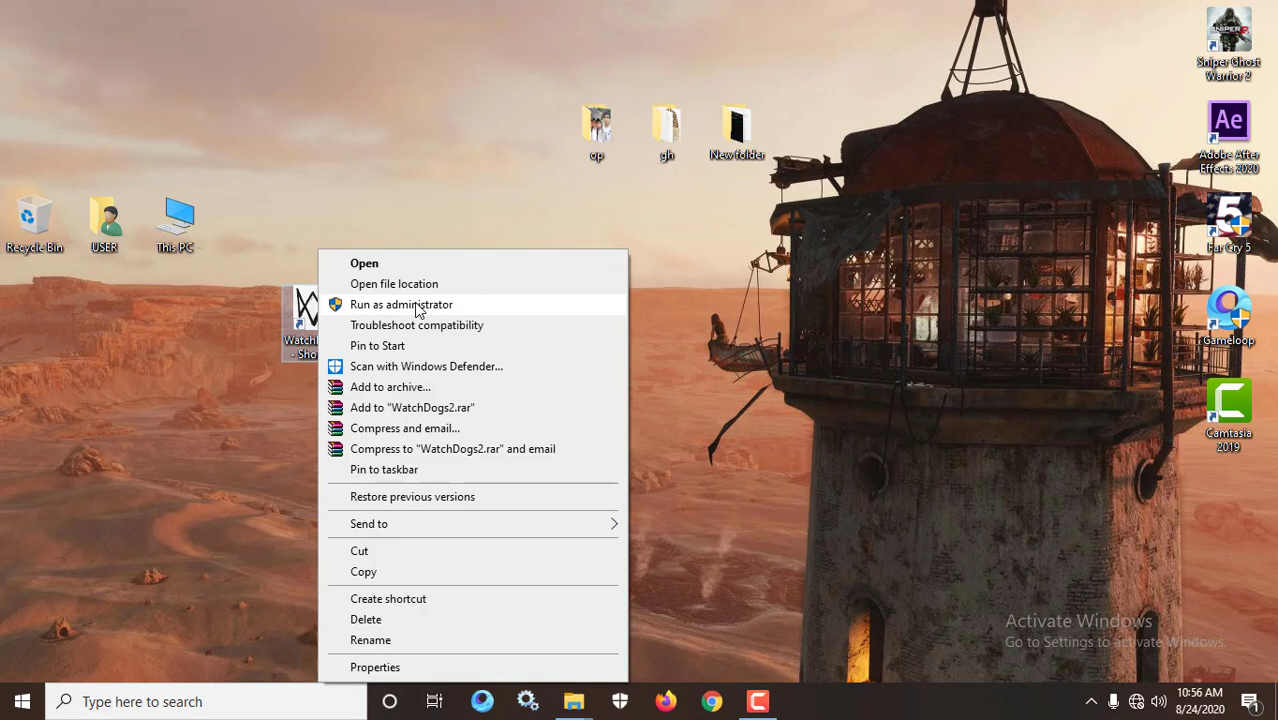 Sniper Ghost
Warrior 2
op
gh
New folder
Ae
Adobe After
Effects 2020
Recycle Bin
USER
This PC
5
Far Cry 5
- Sho
Open
Open file location
Run as administrator
Troubleshoot compatibility
Pin to Start
Scan with Windows Defender...
Add to archive...
Add to "WatchDogs2.rar"
Compress and email...
Compress to "WatchDogs2.rar" and email
Pin to taskbar
Restore previous versions
Send to
Cut
Copy
Create shortcut
Delete
Rename
Properties
Gameloop
Camtasia
2019
Activate Windows
Go to Settings to activate Windows.
Type here to search
10:56 AM
8/24/2020
1